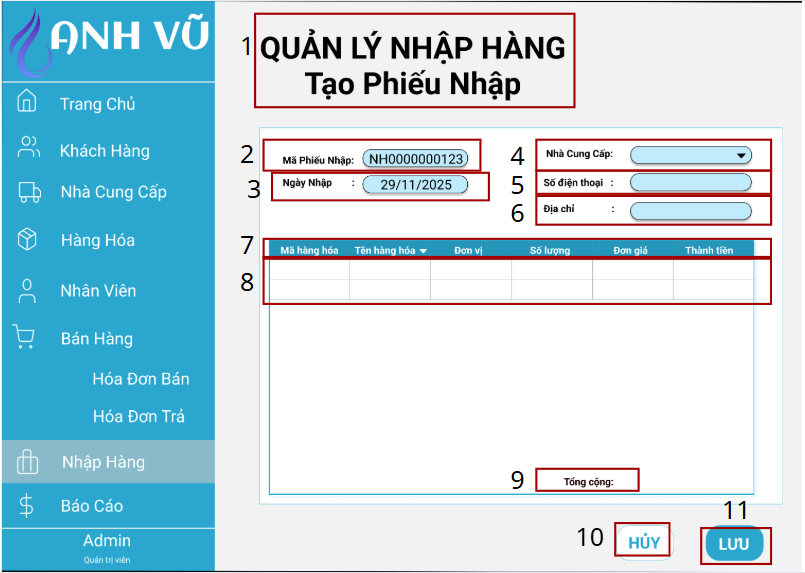 ANH VŨ
Trang Chủ
Khách Hàng
Nhà Cung Cấp
Hàng Hóa
Nhân Viên
Bán Hàng
Hóa Đơn Bán
Hóa Đơn Trả
Nhập Hàng
Báo Cáo
Admin
Quản trị viên
1 QUẢN LÝ NHẬP HÀNG
Tạo Phiếu Nhập
2 Mã Phiếu Nhập: NH0000000123
3 Ngày Nhập : 29/11/2025
4 Nhà Cung Cấp:
5 Số điện thoại :
6 Địa chỉ :
7 Mã hàng hóa Tên hàng hóa Đơn vị Số lượng Đơn giá Thành tiền
8
9 Tổng cộng:
10 HỦY
11 LƯU